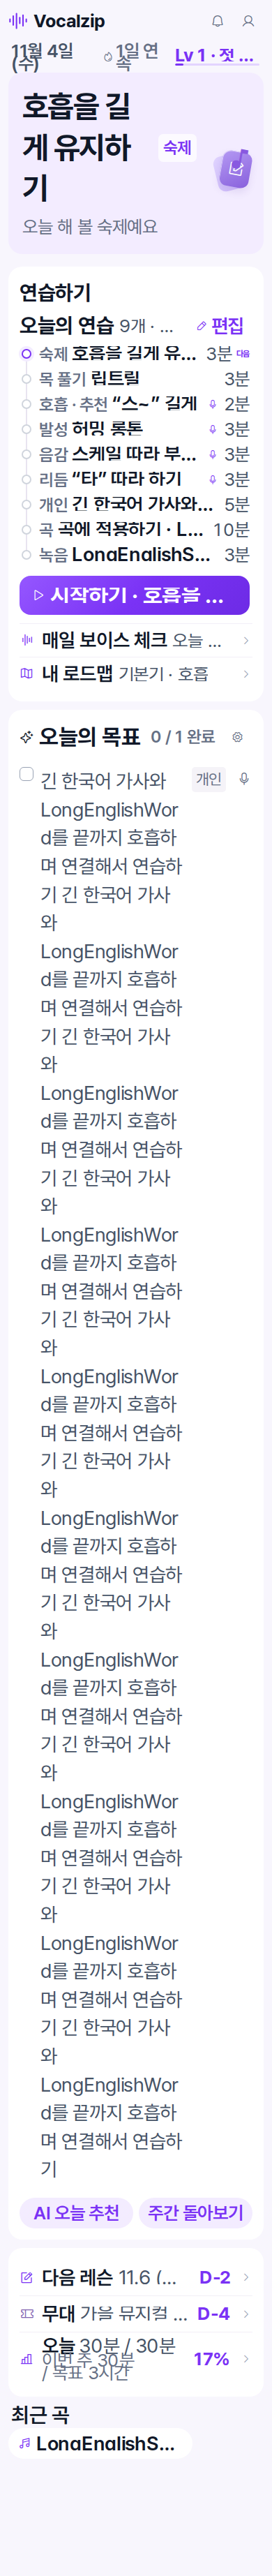 Vocalzip
11월 4일 (수)
1일 연속
Lv 1 · 첫 ...
호흡을 길
게 유지하
기
숙제
오늘 해 볼 숙제예요
연습하기
오늘의 연습 9개 · ... 편집
숙제 호흡을 길게 유... 3분 다음
목 풀기 립트릴 3분
호흡 · 추천 “스~” 길게 2분
발성 허밍 롱톤 3분
음감 스케일 따라 부... 3분
리듬 “타” 따라 하기 3분
개인 긴 한국어 가사와... 5분
곡 곡에 적용하기 · L... 10분
녹음 LongEnglishS... 3분
시작하기 · 호흡을 ...
매일 보이스 체크 오늘 ...
내 로드맵 기본기 · 호흡
오늘의 목표 0 / 1 완료
긴 한국어 가사와 개인
LongEnglishWor
d를 끝까지 호흡하
며 연결해서 연습하
기 긴 한국어 가사
와
LongEnglishWor
d를 끝까지 호흡하
며 연결해서 연습하
기 긴 한국어 가사
와
LongEnglishWor
d를 끝까지 호흡하
며 연결해서 연습하
기 긴 한국어 가사
와
LongEnglishWor
d를 끝까지 호흡하
며 연결해서 연습하
기 긴 한국어 가사
와
LongEnglishWor
d를 끝까지 호흡하
며 연결해서 연습하
기 긴 한국어 가사
와
LongEnglishWor
d를 끝까지 호흡하
며 연결해서 연습하
기 긴 한국어 가사
와
LongEnglishWor
d를 끝까지 호흡하
며 연결해서 연습하
기 긴 한국어 가사
와
LongEnglishWor
d를 끝까지 호흡하
며 연결해서 연습하
기 긴 한국어 가사
와
LongEnglishWor
d를 끝까지 호흡하
며 연결해서 연습하
기 긴 한국어 가사
와
LongEnglishWor
d를 끝까지 호흡하
며 연결해서 연습하
기
AI 오늘 추천 주간 돌아보기
다음 레슨 11.6 (... D-2
무대 가을 뮤지컬 ... D-4
오늘 30분 / 30분
이번 주 30분
/ 목표 3시간
17%
최근 곡
LongEnglishS...